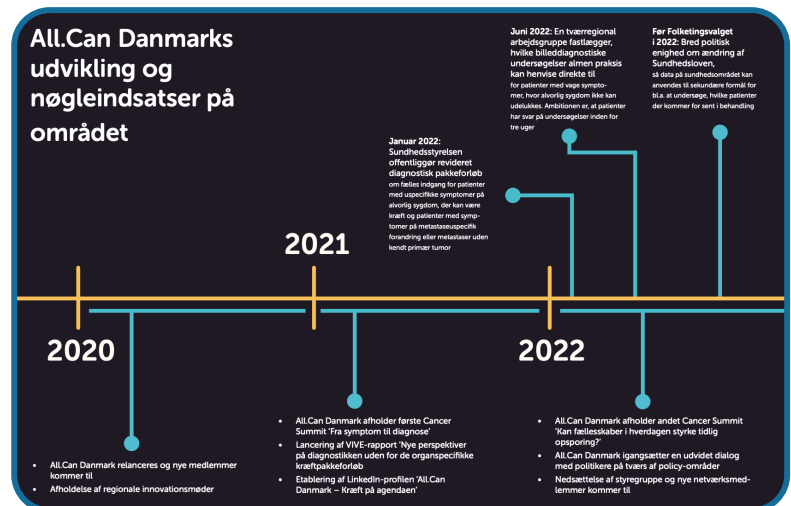 All.Can Danmarks
udvikling og
nøgleindsatser på
området
Januar 2022:
Sundhedsstyrelsen
offentliggør revideret
diagnostisk pakkeforløb
om fælles indgang for patienter
med uspecifikke symptomer på
alvorlig sygdom, der kan være
kræft og patienter med symp-
tomer på metastaseuspecifik
forandring eller metastaser uden
kendt primær tumor
Juni 2022: En tværregional
arbejdsgruppe fastlægger,
hvilke billeddiagnostiske
undersøgelser almen praksis
kan henvise direkte til
for patienter med vage sympto-
mer, hvor alvorlig sygdom ikke kan
udelukkes. Ambitionen er, at patienter
har svar på undersøgelser inden for
tre uger
Før Folketingsvalget
i 2022: Bred politisk
enighed om ændring af
Sundhedsloven,
så data på sundhedsområdet kan
anvendes til sekundære formål for
bl.a. at undersøge, hvilke patienter
der kommer for sent i behandling
2020
2021
2022
• All.Can Danmark relanceres og nye medlemmer
kommer til
• Afholdelse af regionale innovationsmøder
• All.Can Danmark afholder første Cancer
Summit ‘Fra symptom til diagnose’
• Lancering af VIVE-rapport ‘Nye perspektiver
på diagnostikken uden for de organspecifikke
kræftpakkeforløb
• Etablering af LinkedIn-profilen ‘All.Can
Danmark – Kræft på agendaen’
• All.Can Danmark afholder andet Cancer Summit
‘Kan fællesskaber i hverdagen styrke tidlig
opsporing?’
• All.Can Danmark igangsætter en udvidet dialog
med politikere på tværs af policy-områder
• Nedsættelse af styregruppe og nye netværksmed-
lemmer kommer til